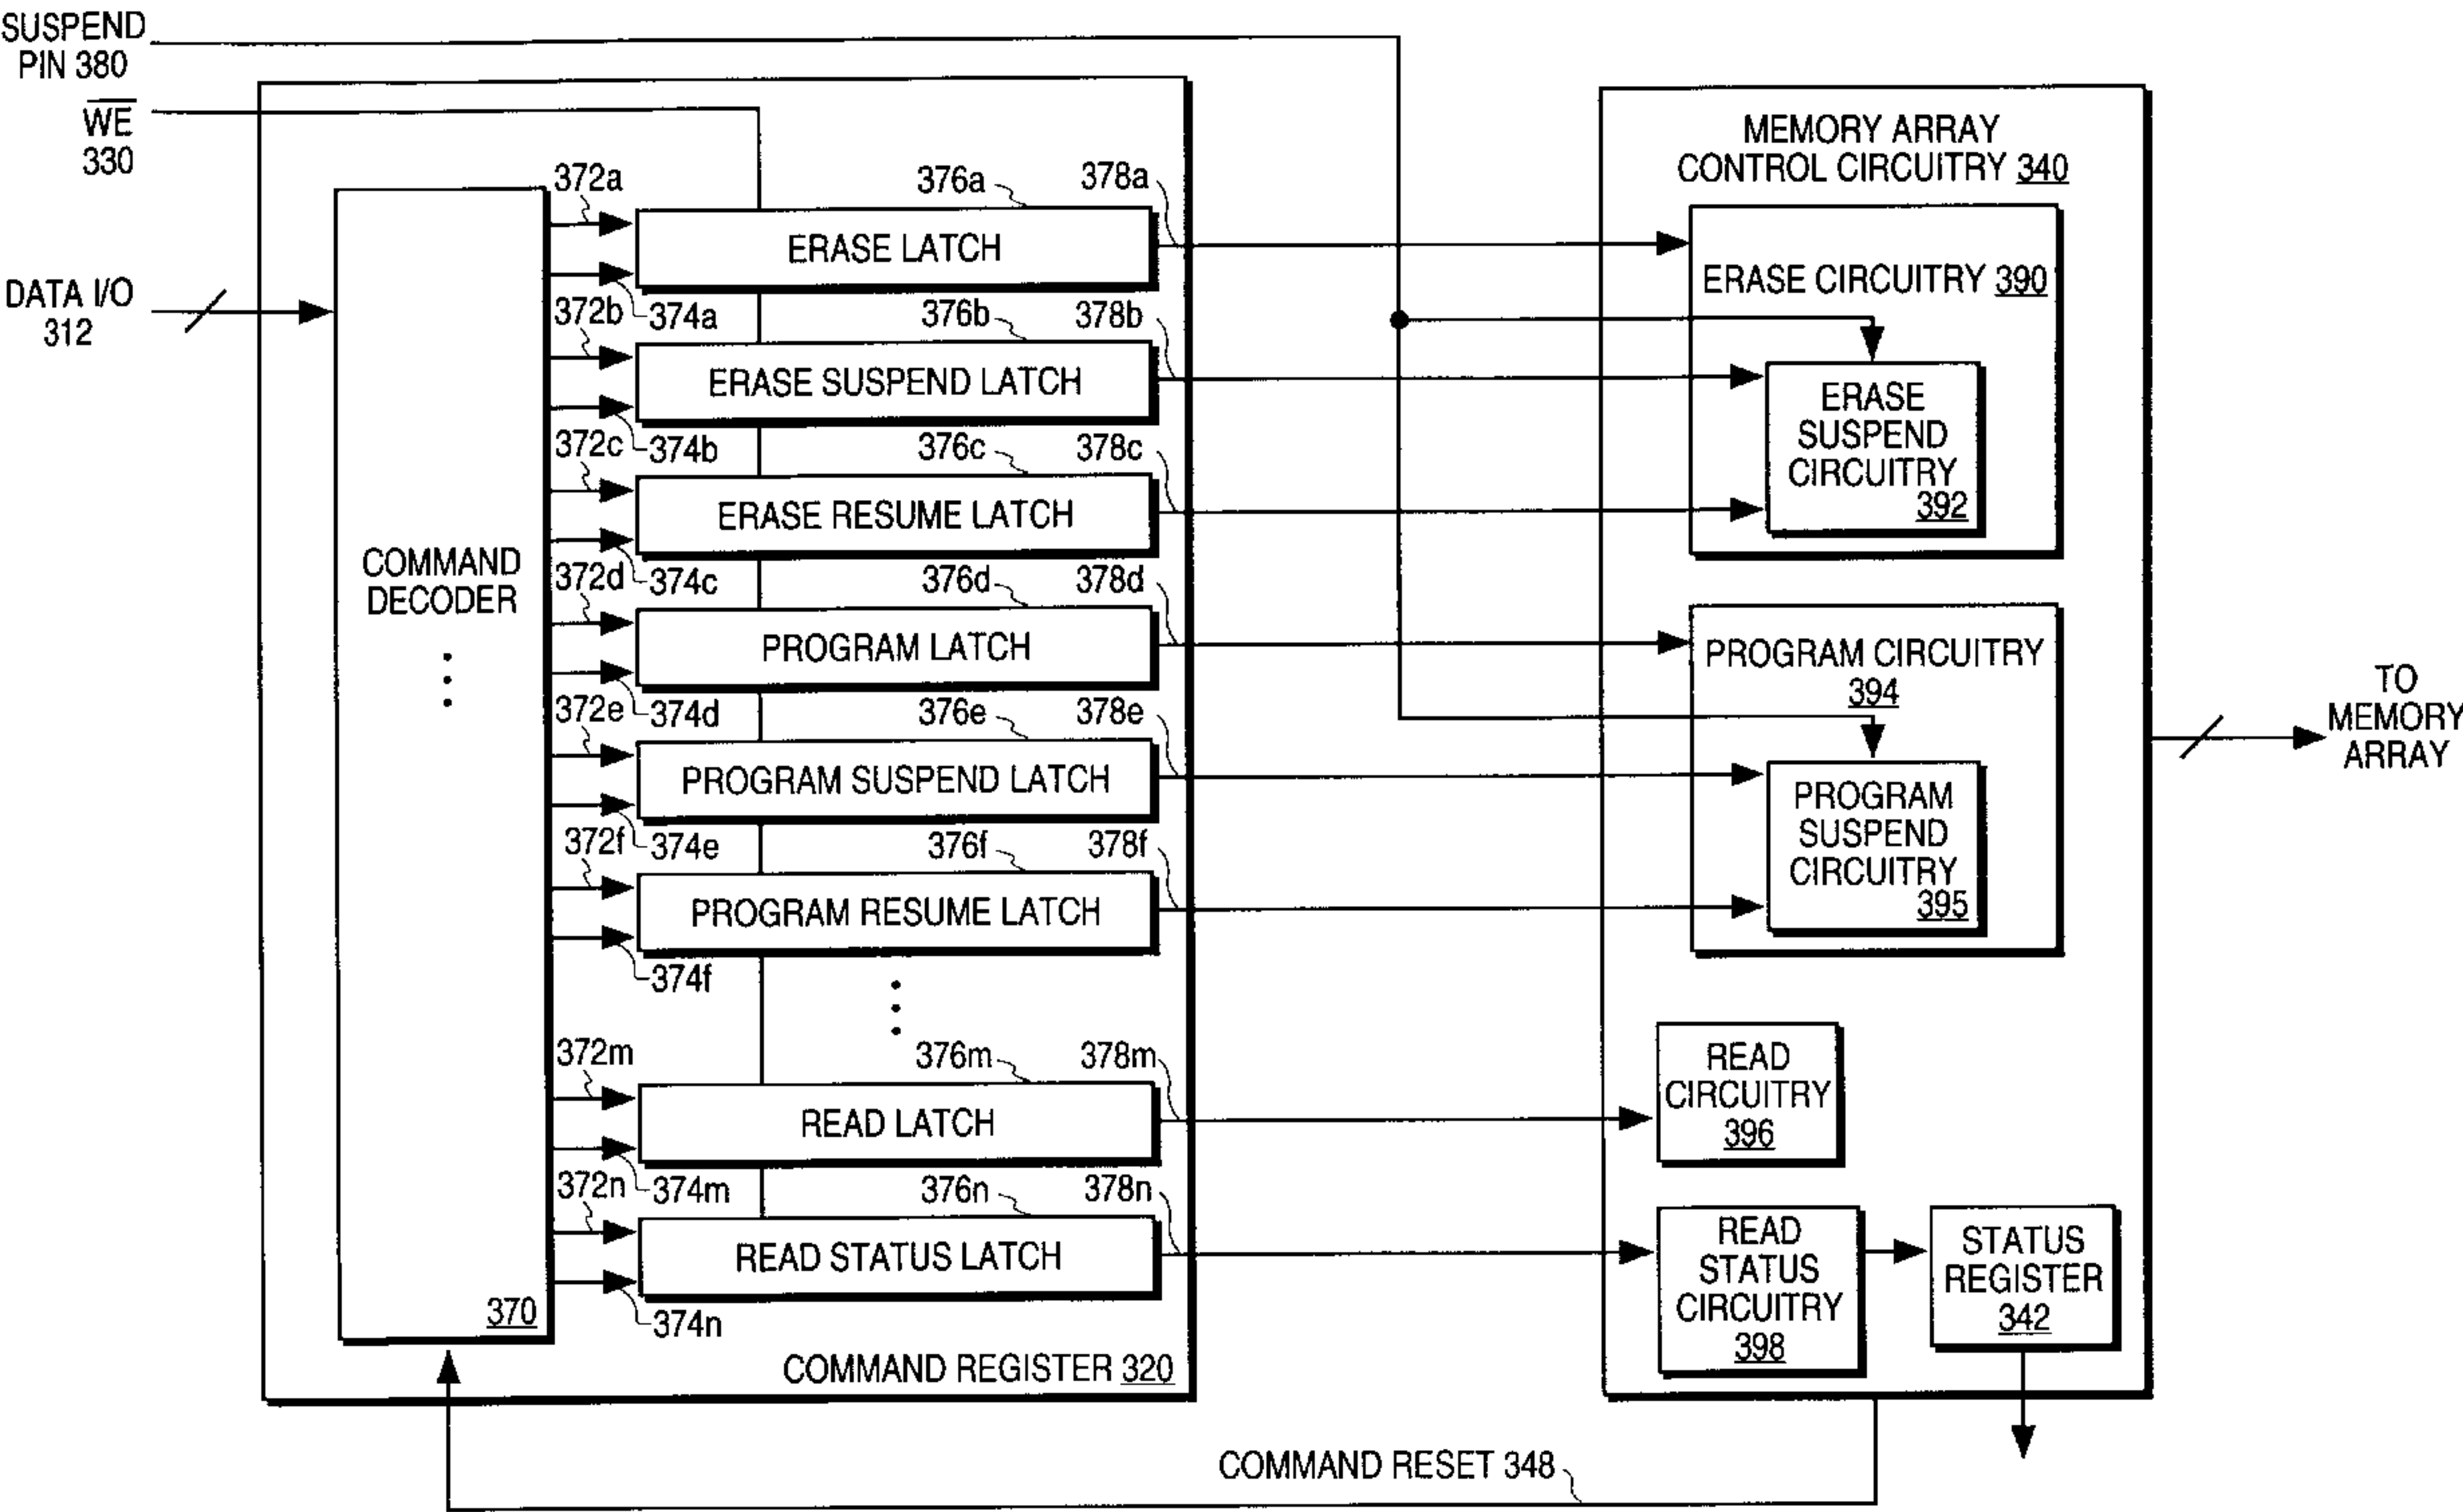 SUSPEND
PIN 380
WE
330
DATA I/O
312
COMMAND
DECODER
370
372a
374a
372b
374b
372c
374c
372d
374d
372e
374e
372f
374f
372m
374m
372n
374n
376a
378a
ERASE LATCH
376b
378b
ERASE SUSPEND LATCH
376c
378c
ERASE RESUME LATCH
376d
378d
PROGRAM LATCH
376e
378e
PROGRAM SUSPEND LATCH
376f
378f
PROGRAM RESUME LATCH
376m
378m
READ LATCH
376n
378n
READ STATUS LATCH
COMMAND REGISTER 320
MEMORY ARRAY
CONTROL CIRCUITRY 340
ERASE CIRCUITRY 390
ERASE
SUSPEND
CIRCUITRY
392
PROGRAM CIRCUITRY
394
PROGRAM
SUSPEND
CIRCUITRY
395
READ
CIRCUITRY
396
READ
STATUS
CIRCUITRY
398
STATUS
REGISTER
342
TO
MEMORY
ARRAY
COMMAND RESET 348